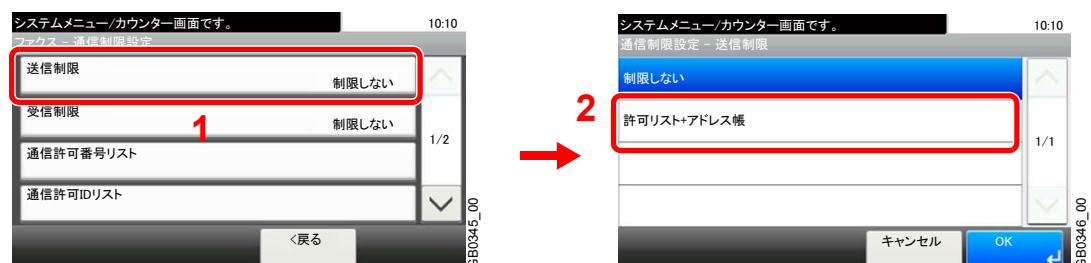 システムメニュー/カウンター画面です。
10:10
ファクス - 通信制限設定
送信制限
制限しない
受信制限
制限しない
1
通信許可番号リスト
通信許可IDリスト
1/2
<戻る
GB0345_00
システムメニュー/カウンター画面です。
10:10
通信制限設定 - 送信制限
制限しない
2
許可リスト+アドレス帳
1/1
キャンセル
OK
GB0346_00